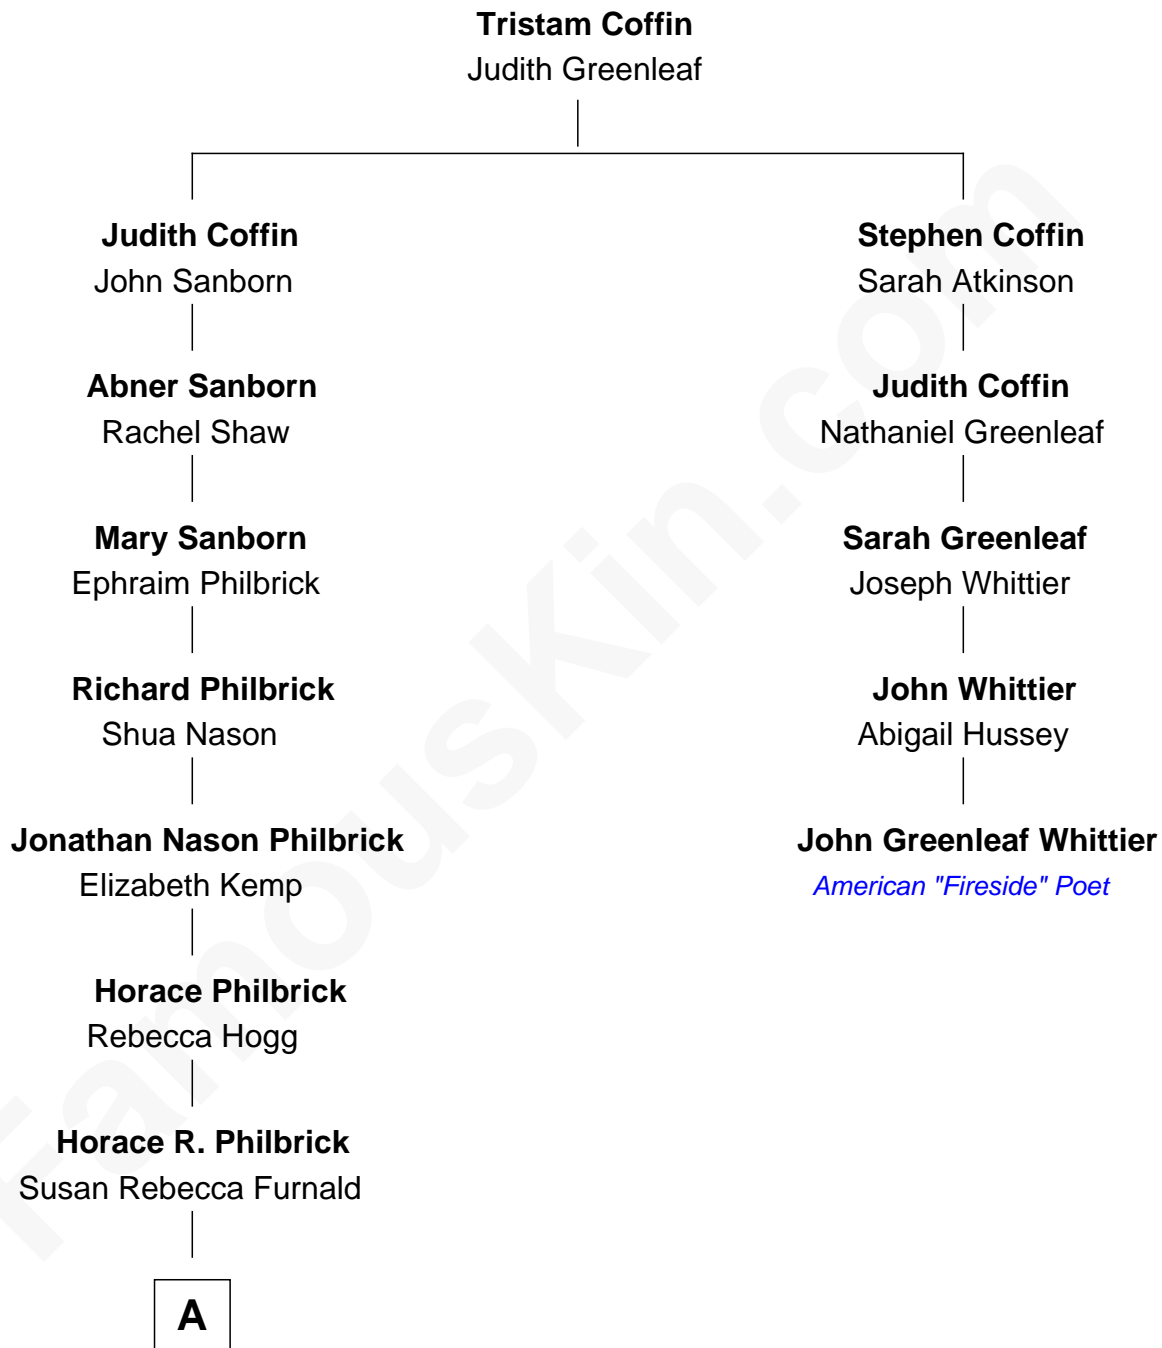 Tristam Coffin
Judith Greenleaf
Judith Coffin
John Sanborn
Stephen Coffin
Sarah Atkinson
Abner Sanborn
Rachel Shaw
Judith Coffin
Nathaniel Greenleaf
Mary Sanborn
Ephraim Philbrick
Sarah Greenleaf
Joseph Whittier
Richard Philbrick
Shua Nason
John Whittier
Abigail Hussey
Jonathan Nason Philbrick
Elizabeth Kemp
John Greenleaf Whittier
American "Fireside" Poet
Horace Philbrick
Rebecca Hogg
Horace R. Philbrick
Susan Rebecca Furnald
A
FamousKin.com